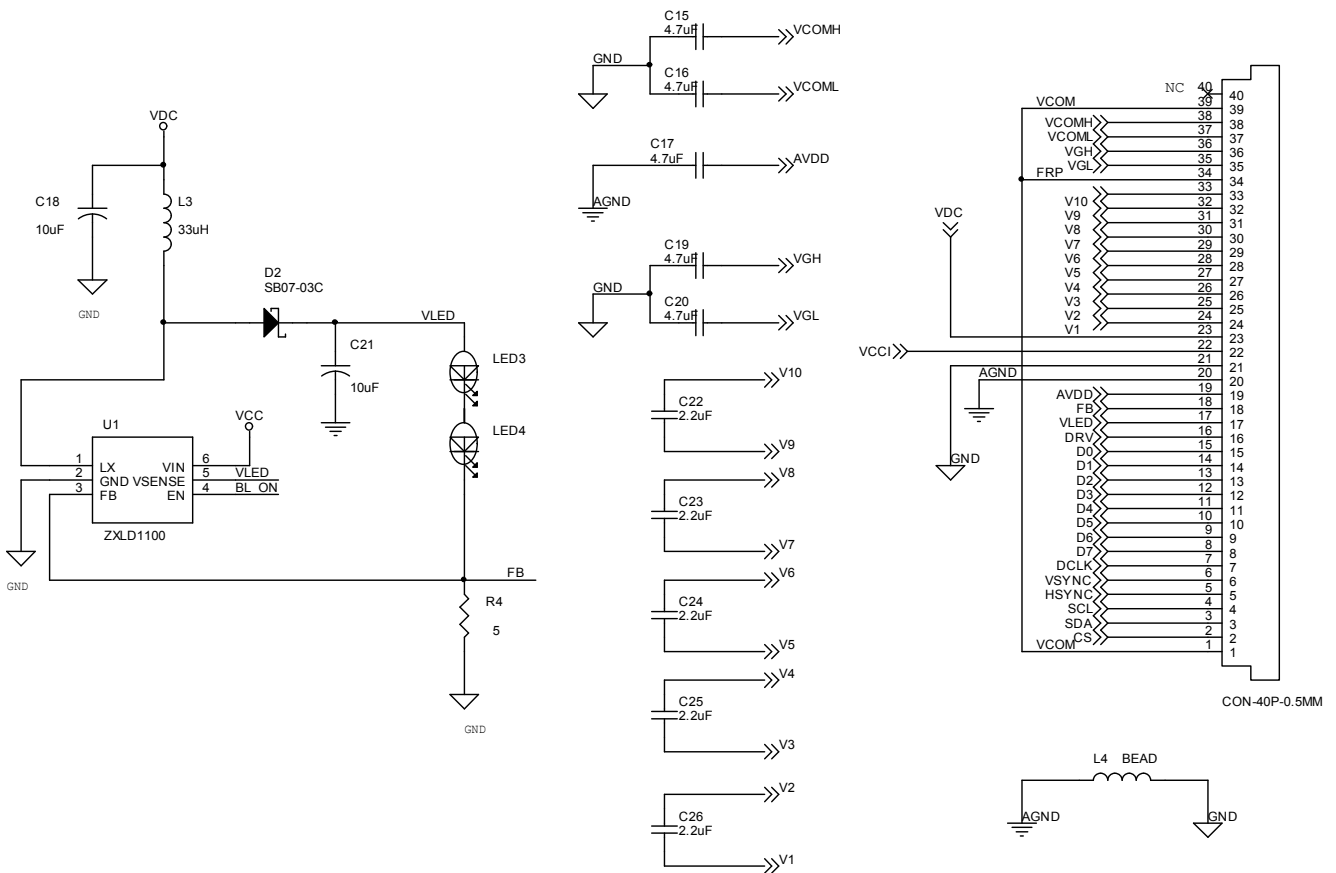 VDC
C18
10uF
GND
L3
33uH
D2
SB07-03C
VLED
C21
10uF
LED3
LED4
U1
VCC
1 LX VIN 6
2 GND VSENSE 5 VLED
3 FB EN 4 BL_ON
ZXLD1100
GND
FB
R4
5
GND
C15
4.7uF
VCOMH
GND
C16
4.7uF
VCOML
C17
4.7uF
AVDD
AGND
C19
4.7uF
VGH
GND
C20
4.7uF
VGL
V10
C22
2.2uF
V9
V8
C23
2.2uF
V7
V6
C24
2.2uF
V5
V4
C25
2.2uF
V3
V2
C26
2.2uF
V1
NC 40 40
VCOM 39 39
VCOMH 38 38
VCOML 37 37
VGH 36 36
VGL 35 35
FRP 34 34
33 33
V10 32 32
V9 31 31
V8 30 30
V7 29 29
V6 28 28
V5 27 27
V4 26 26
V3 25 25
V2 24 24
V1 23 23
VDC
VCCI 22 22
21 21
AGND 20 20
AVDD 19 19
FB 18 18
VLED 17 17
DRV 16 16
D0 15 15
D1 14 14
D2 13 13
D3 12 12
D4 11 11
D5 10 10
D6 9 9
D7 8 8
DCLK 7 7
VSYNC 6 6
HSYNC 5 5
SCL 4 4
SDA 3 3
CS 2 2
VCOM 1 1
GND
CON-40P-0.5MM
L4 BEAD
AGND
GND